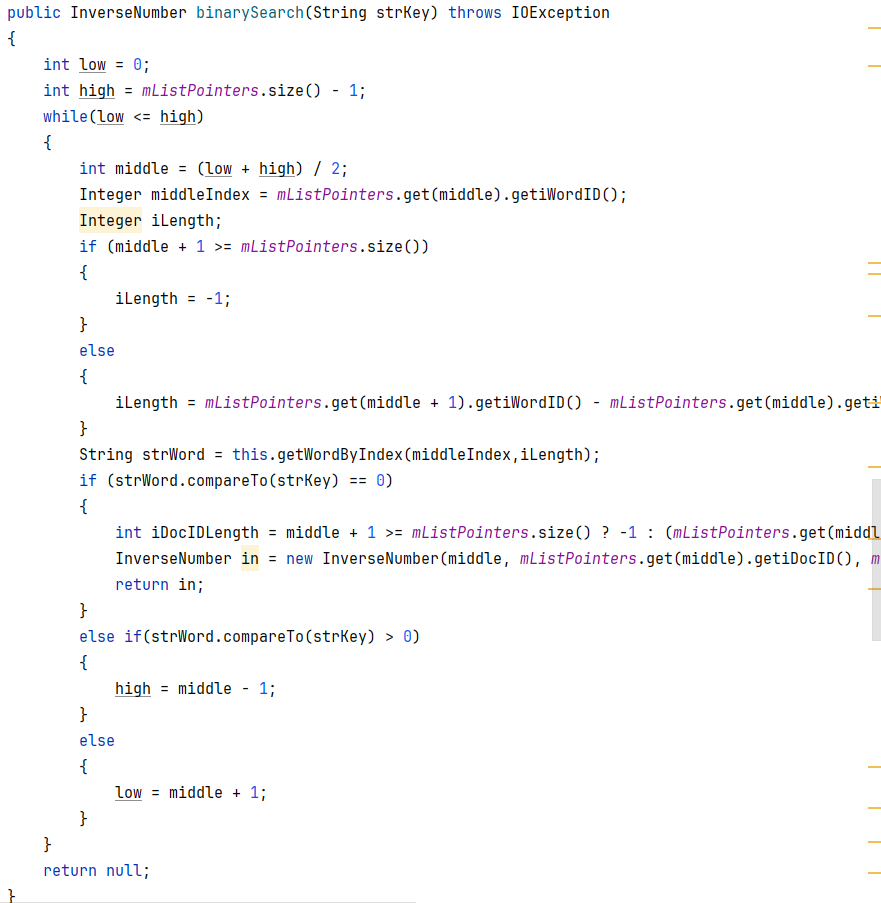 public InverseNumber binarySearch(String strKey) throws IOException
{
    int low = 0;
    int high = mListPointers.size() - 1;
    while(low <= high)
    {
        int middle = (low + high) / 2;
        Integer middleIndex = mListPointers.get(middle).getiWordID();
        Integer iLength;
        if (middle + 1 >= mListPointers.size())
        {
            iLength = -1;
        }
        else
        {
            iLength = mListPointers.get(middle + 1).getiWordID() - mListPointers.get(middle).geti
        }
        String strWord = this.getWordByIndex(middleIndex,iLength);
        if (strWord.compareTo(strKey) == 0)
        {
            int iDocIDLength = middle + 1 >= mListPointers.size() ? -1 : (mListPointers.get(middl
            InverseNumber in = new InverseNumber(middle, mListPointers.get(middle).getiDocID(), m
            return in;
        }
        else if(strWord.compareTo(strKey) > 0)
        {
            high = middle - 1;
        }
        else
        {
            low = middle + 1;
        }
    }
    return null;
}